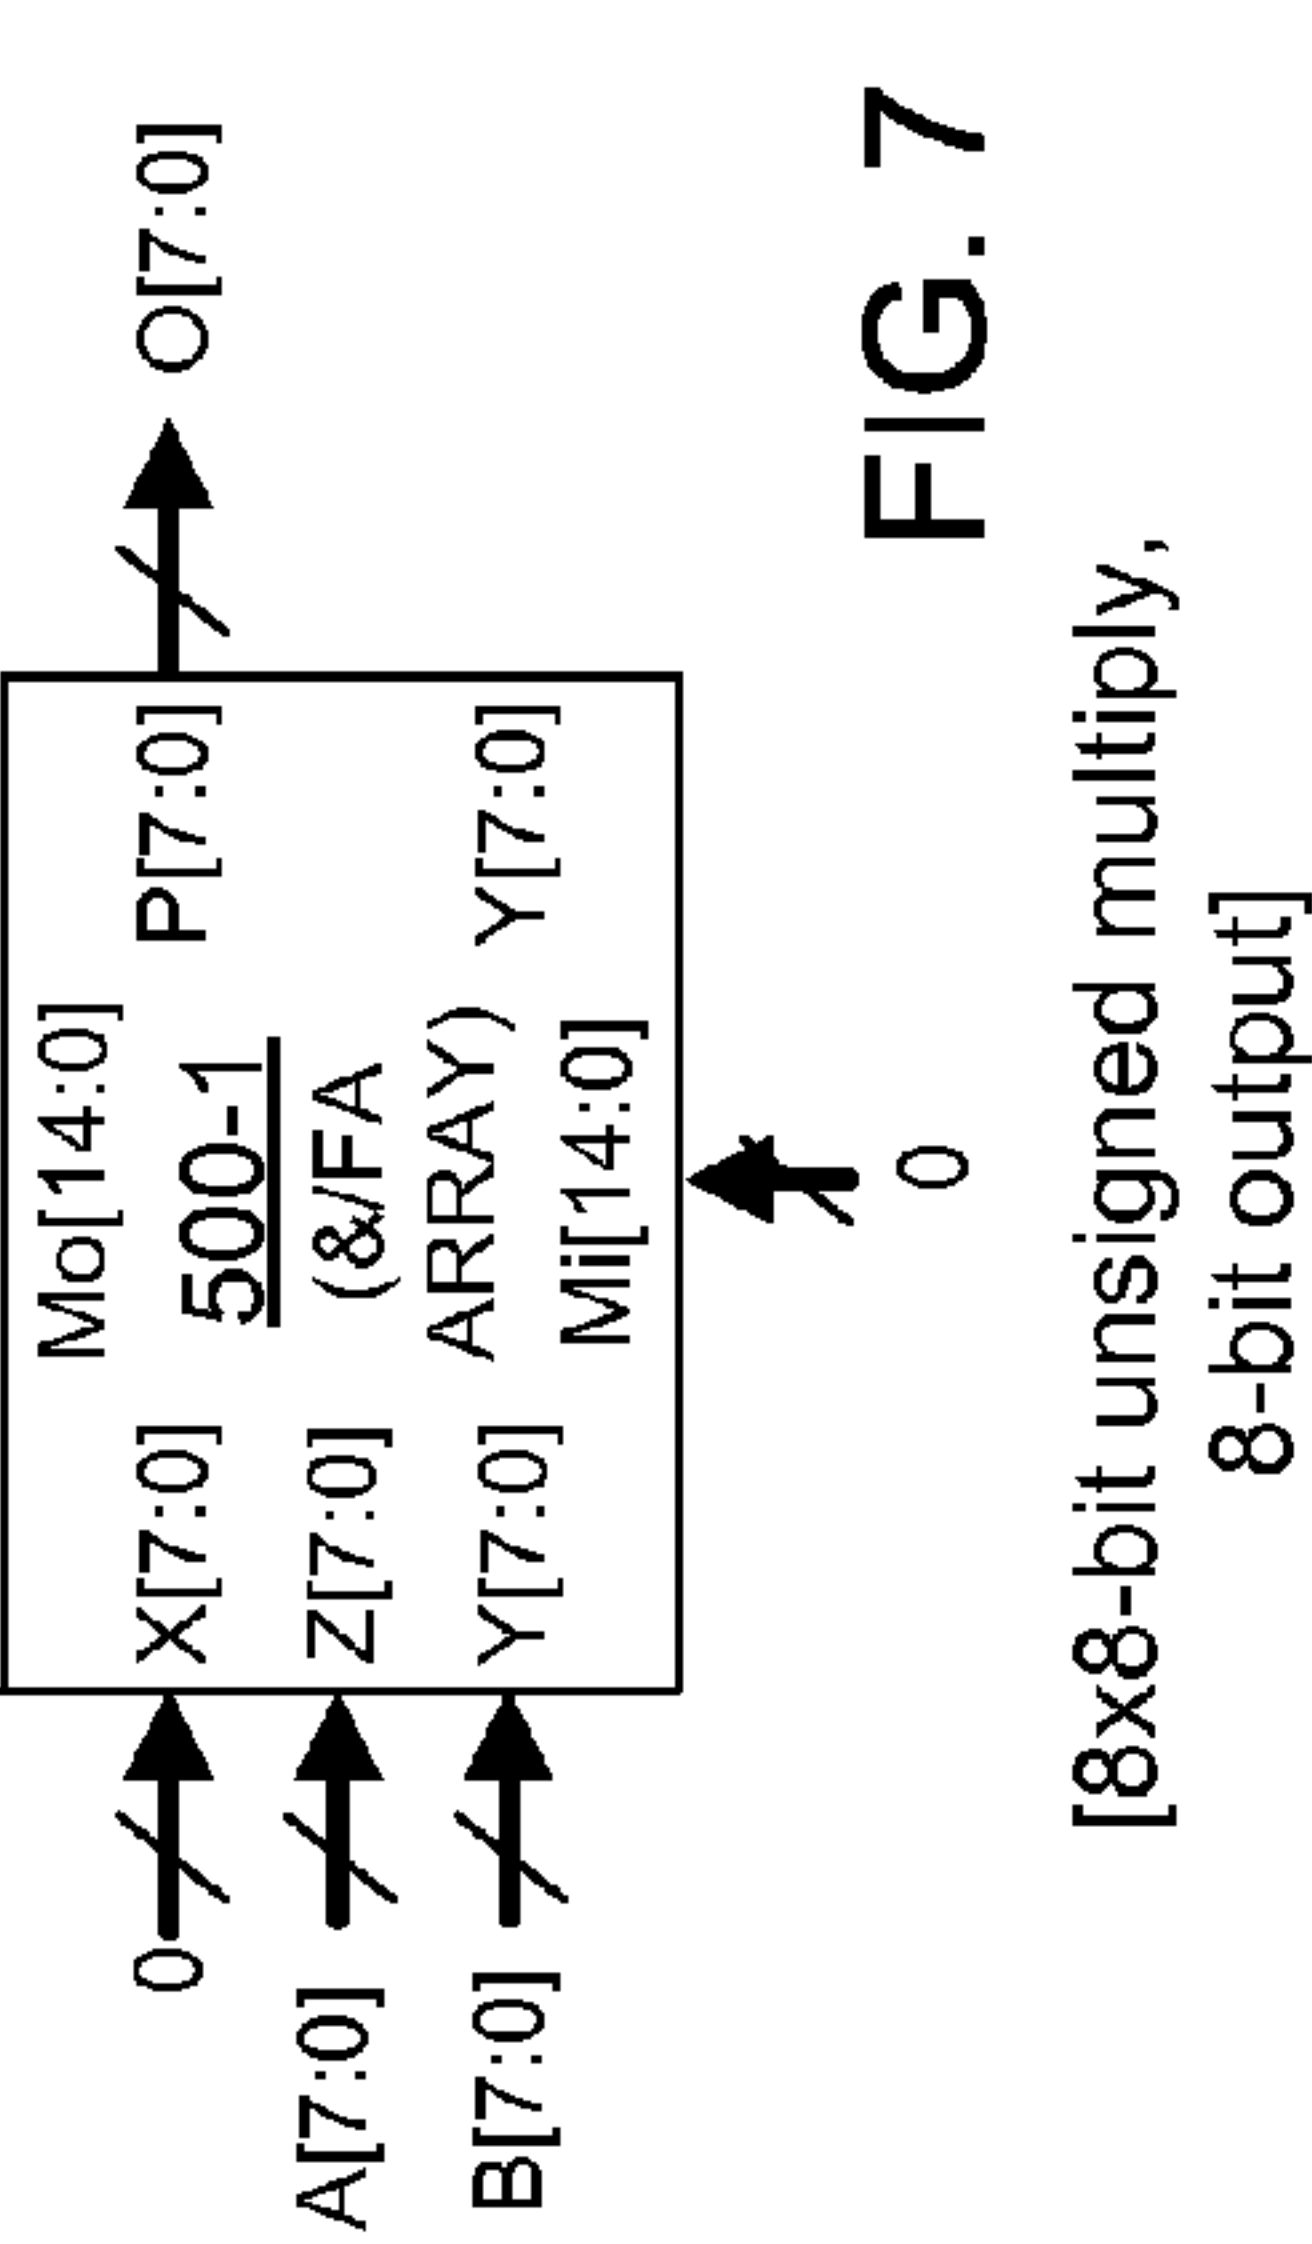 Mo[14:0]
0
X[7:0]
P[7:0]
O[7:0]
500-1
A[7:0]
Z[7:0]
(&/FA
ARRAY)
B[7:0]
Y[7:0]
Y[7:0]
Mi[14:0]
0
FIG. 7
[8x8-bit unsigned multiply,
8-bit output]